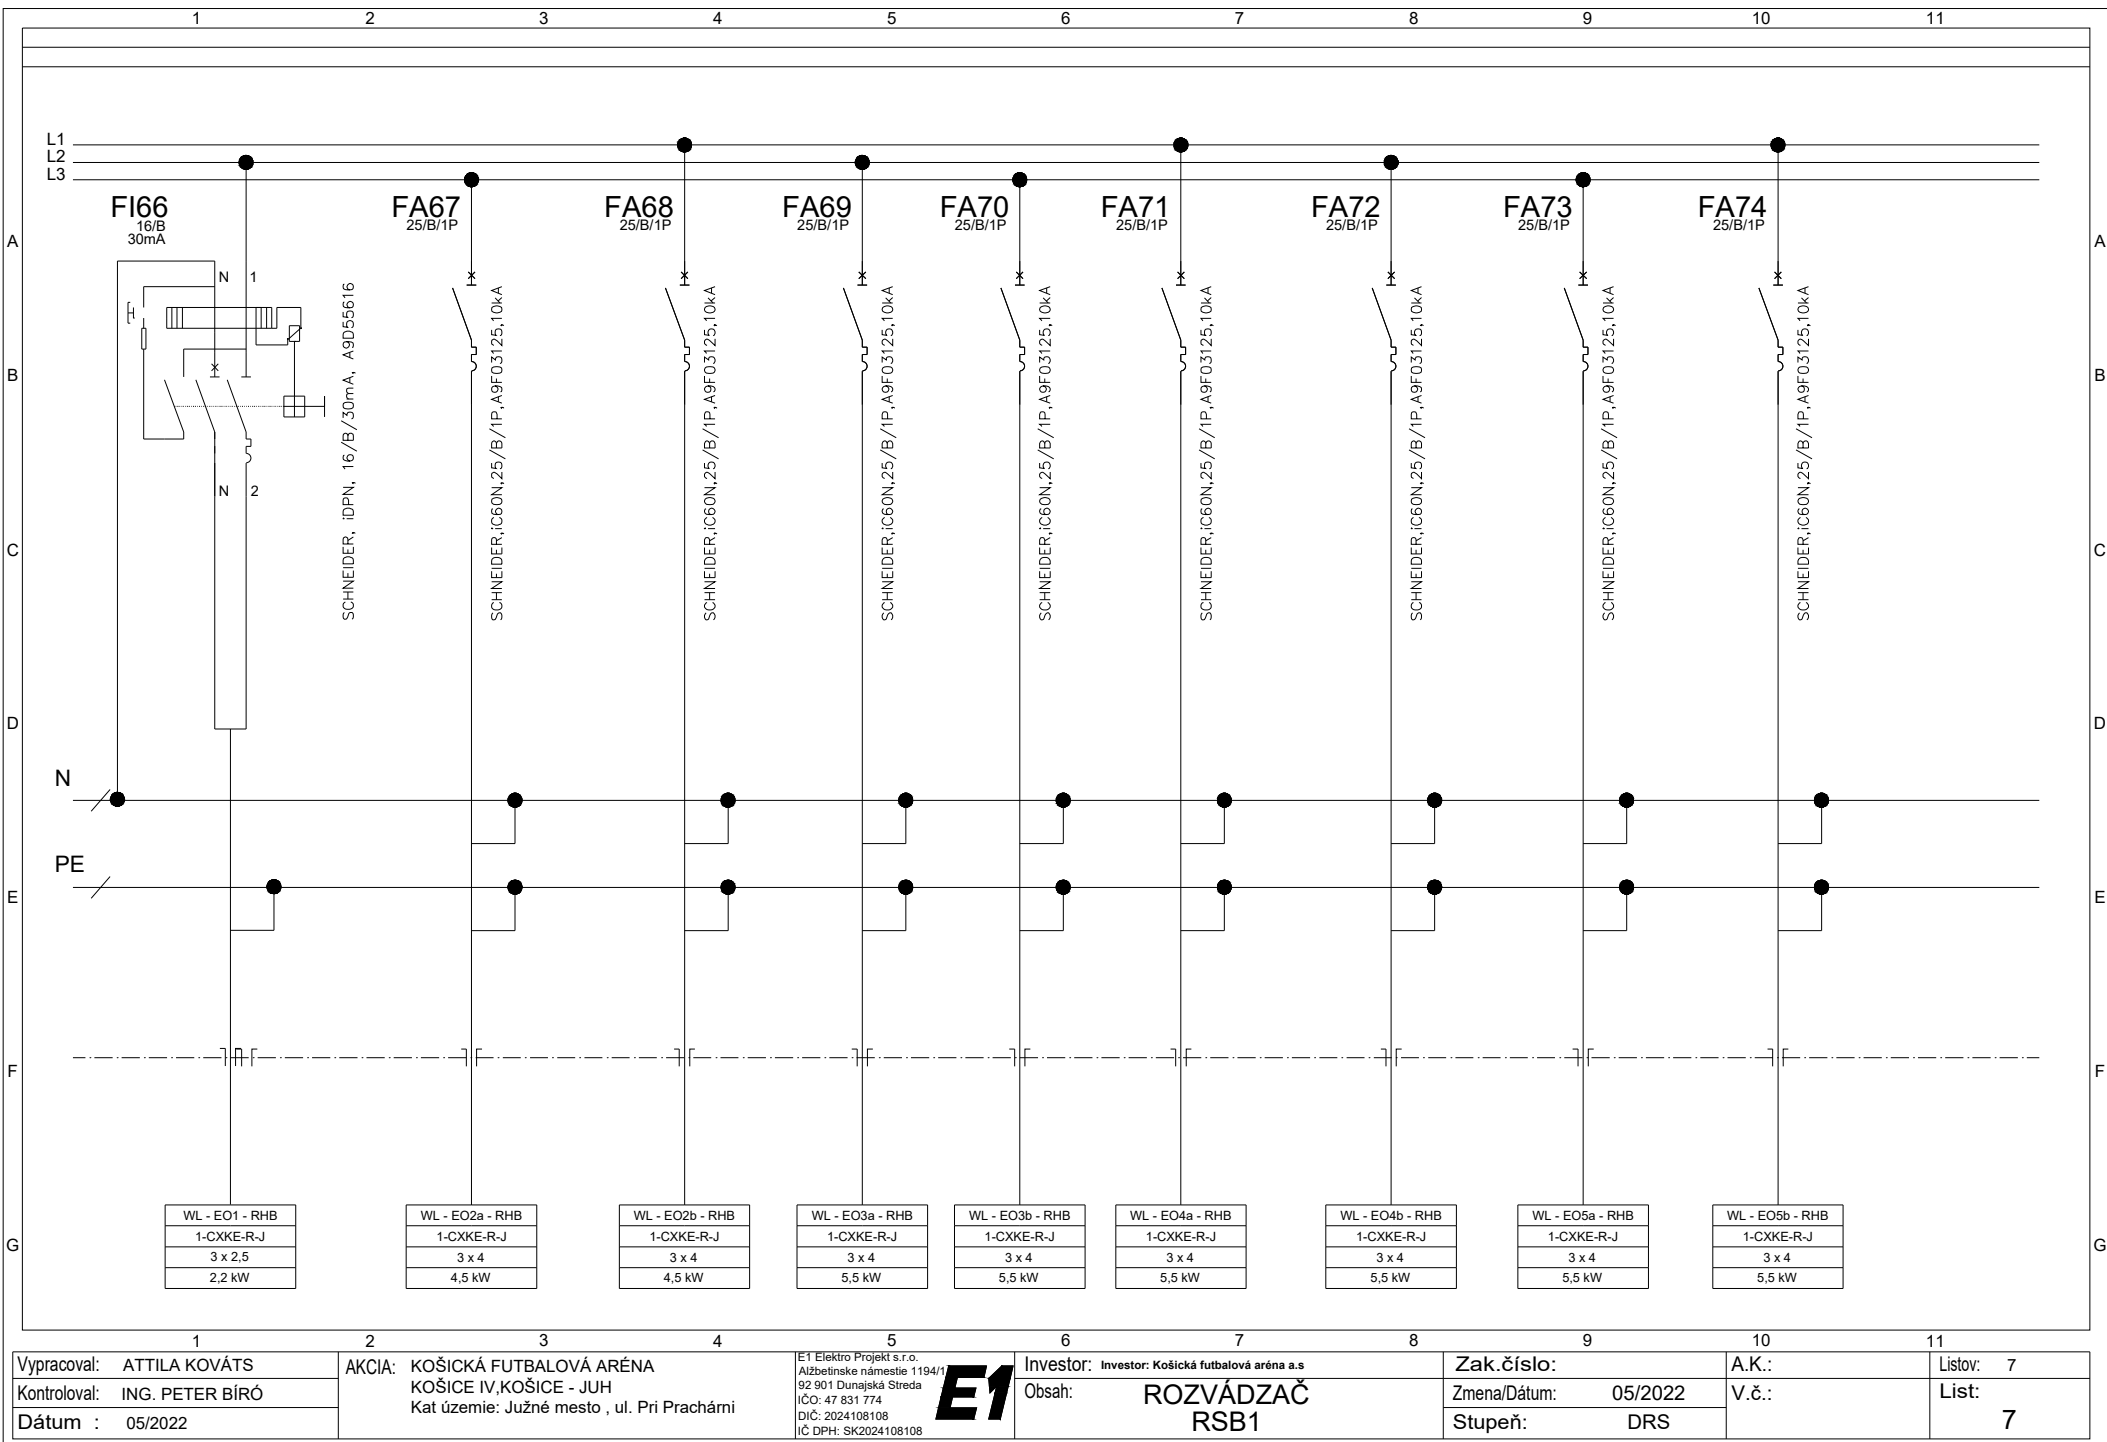 1 2 3 4 5 6 7 8 9 10 11
L1
L2
L3
FI66
16/B
30mA
FA67
25/B/1P
FA68
25/B/1P
FA69
25/B/1P
FA70
25/B/1P
FA71
25/B/1P
FA72
25/B/1P
FA73
25/B/1P
FA74
25/B/1P
A A
N 1
B B
N 2
SCHNEIDER, iDPN, 16/B/30mA, A9D55616
SCHNEIDER,iC60N,25/B/1P,A9F03125,10kA
SCHNEIDER,iC60N,25/B/1P,A9F03125,10kA
SCHNEIDER,iC60N,25/B/1P,A9F03125,10kA
SCHNEIDER,iC60N,25/B/1P,A9F03125,10kA
SCHNEIDER,iC60N,25/B/1P,A9F03125,10kA
SCHNEIDER,iC60N,25/B/1P,A9F03125,10kA
SCHNEIDER,iC60N,25/B/1P,A9F03125,10kA
SCHNEIDER,iC60N,25/B/1P,A9F03125,10kA
C C
D D
N
PE
E E
F F
G G
WL - EO1 - RHB
1-CXKE-R-J
3 x 2,5
2,2 kW
WL - EO2a - RHB
1-CXKE-R-J
3 x 4
4,5 kW
WL - EO2b - RHB
1-CXKE-R-J
3 x 4
4,5 kW
WL - EO3a - RHB
1-CXKE-R-J
3 x 4
5,5 kW
WL - EO3b - RHB
1-CXKE-R-J
3 x 4
5,5 kW
WL - EO4a - RHB
1-CXKE-R-J
3 x 4
5,5 kW
WL - EO4b - RHB
1-CXKE-R-J
3 x 4
5,5 kW
WL - EO5a - RHB
1-CXKE-R-J
3 x 4
5,5 kW
WL - EO5b - RHB
1-CXKE-R-J
3 x 4
5,5 kW
1 2 3 4 5 6 7 8 9 10 11
Vypracoval: ATTILA KOVÁTS
Kontroloval: ING. PETER BÍRÓ
Dátum : 05/2022
AKCIA: KOŠICKÁ FUTBALOVÁ ARÉNA
KOŠICE IV,KOŠICE - JUH
Kat územie: Južné mesto , ul. Pri Prachárni
E1 Elektro Projekt s.r.o.
Alžbetinske námestie 1194/1
92 901 Dunajská Streda
IČO: 47 831 774
DIČ: 2024108108
IČ DPH: SK2024108108
E1
Investor: Investor: Košická futbalová aréna a.s
Obsah: ROZVÁDZAČ
RSB1
Zak.číslo:
Zmena/Dátum: 05/2022
Stupeň: DRS
A.K.:
V.č.:
Listov: 7
List:
7